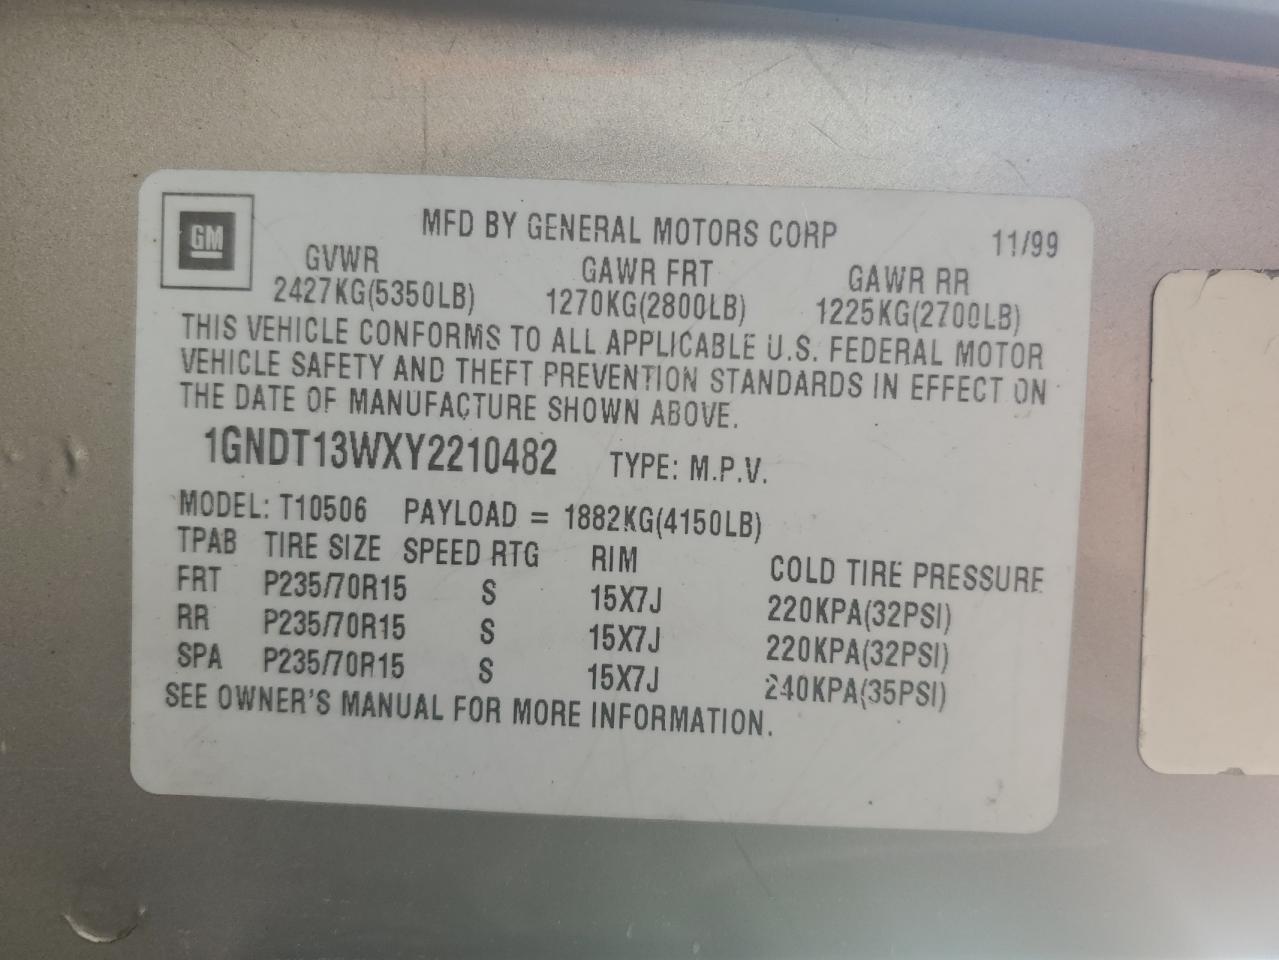 GM
MFD BY GENERAL MOTORS CORP 11/99
GVWR GAWR FRT GAWR RR
2427KG(5350LB) 1270KG(2800LB) 1225KG(2700LB)
THIS VEHICLE CONFORMS TO ALL APPLICABLE U.S. FEDERAL MOTOR
VEHICLE SAFETY AND THEFT PREVENTION STANDARDS IN EFFECT ON
THE DATE OF MANUFACTURE SHOWN ABOVE.
1GNDT13WXY2210482 TYPE: M.P.V.
MODEL: T10506 PAYLOAD = 1882KG(4150LB)
TPAB TIRE SIZE SPEED RTG RIM COLD TIRE PRESSURE
FRT P235/70R15 S 15X7J 220KPA(32PSI)
RR P235/70R15 S 15X7J 220KPA(32PSI)
SPA P235/70R15 S 15X7J 240KPA(35PSI)
SEE OWNER'S MANUAL FOR MORE INFORMATION.